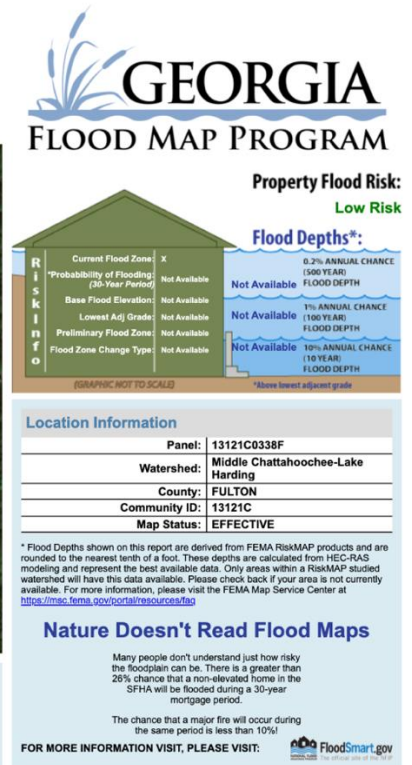 GEORGIA
FLOOD MAP PROGRAM
Property Flood Risk:
Low Risk
Risk Info
Current Flood Zone: X
*Probabibility of Flooding: Not Available
(30-Year Period)
Base Flood Elevation: Not Available
Lowest Adj Grade: Not Available
Preliminary Flood Zone: Not Available
Flood Zone Change Type: Not Available
(GRAPHIC NOT TO SCALE)
Flood Depths*:
0.2% ANNUAL CHANCE
(500 YEAR)
Not Available FLOOD DEPTH
1% ANNUAL CHANCE
Not Available (100 YEAR)
FLOOD DEPTH
Not Available 10% ANNUAL CHANCE
(10 YEAR)
FLOOD DEPTH
*Above lowest adjacent grade
Location Information
Panel: 13121C0338F
Watershed: Middle Chattahoochee-Lake
Harding
County: FULTON
Community ID: 13121C
Map Status: EFFECTIVE
* Flood Depths shown on this report are derived from FEMA RiskMAP products and are
rounded to the nearest tenth of a foot. These depths are calculated from HEC-RAS
modeling and represent the best available data. Only areas within a RiskMAP studied
watershed will have this data available. Please check back if your area is not currently
available. For more information, please visit the FEMA Map Service Center at
https://msc.fema.gov/portal/resources/faq
Nature Doesn't Read Flood Maps
Many people don't understand just how risky
the floodplain can be. There is a greater than
26% chance that a non-elevated home in the
SFHA will be flooded during a 30-year
mortgage period.
The chance that a major fire will occur during
the same period is less than 10%!
FOR MORE INFORMATION VISIT, PLEASE VISIT:
FloodSmart.gov
The official site of the NFIP